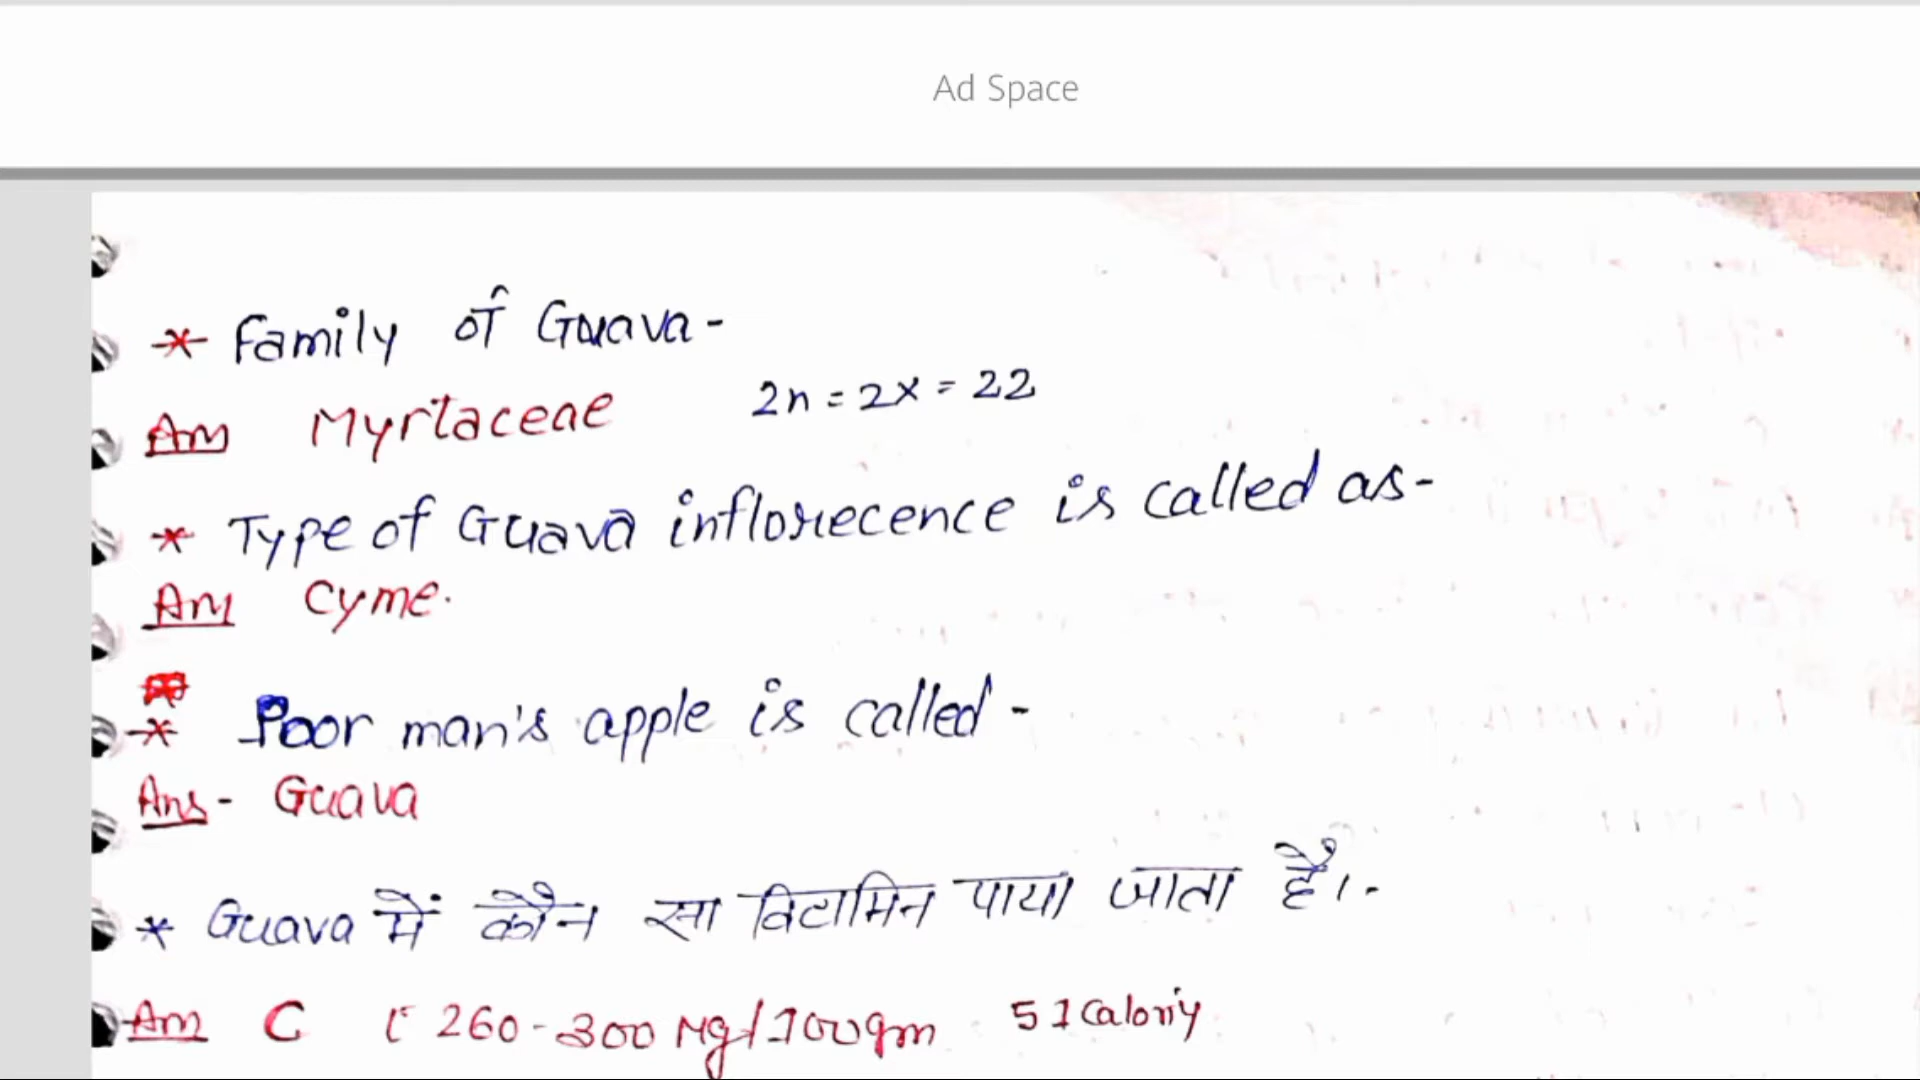 Ad Space
* Family of Guava -
Ans Myrtaceae 2n = 2x = 22
* Type of Guava inflorecence is called as -
Ans Cyme.
* Poor man's apple is called -
Ans - Guava
* Guava में कौन सा विटामिन पाया जाता है। -
Ans C ( 260 - 300 Mg/100gm 51 Caloriy